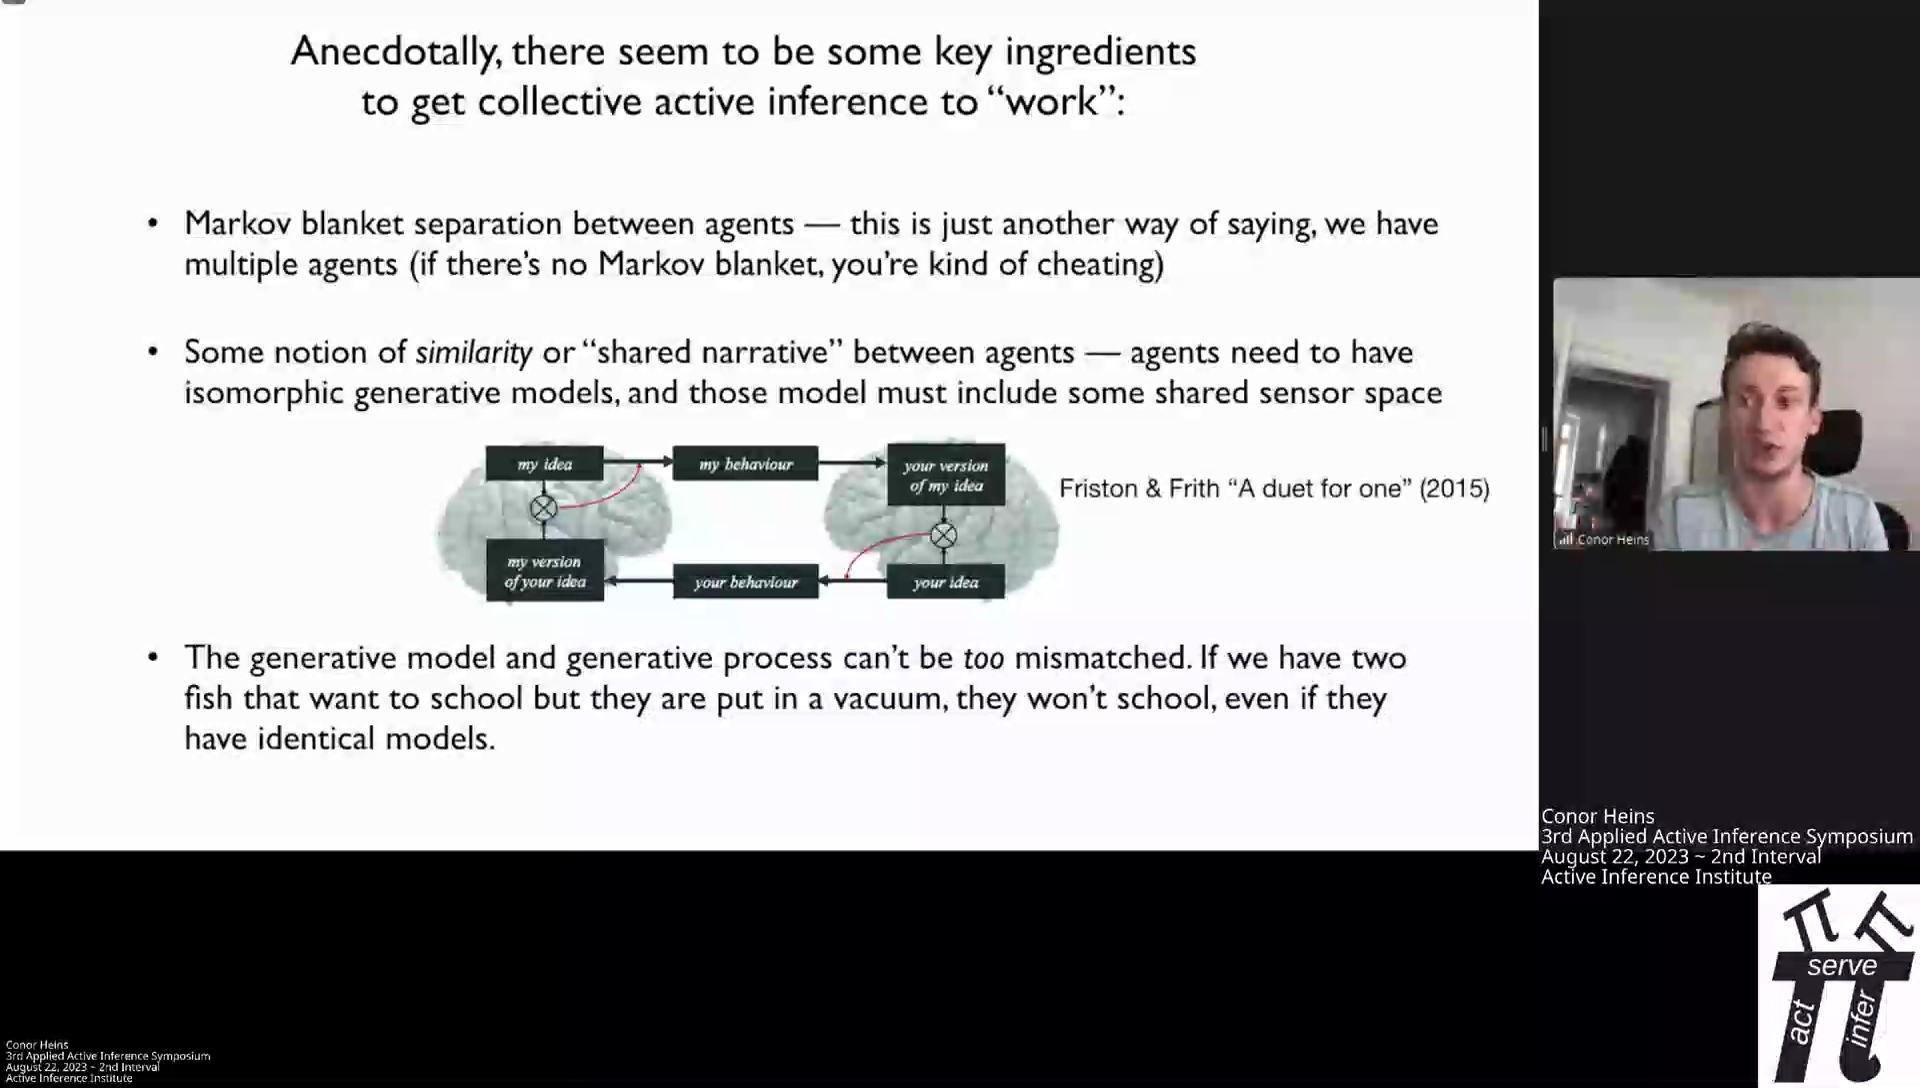 Anecdotally, there seem to be some key ingredients
to get collective active inference to “work”:
• Markov blanket separation between agents — this is just another way of saying, we have
multiple agents (if there’s no Markov blanket, you’re kind of cheating)
• Some notion of similarity or “shared narrative” between agents — agents need to have
isomorphic generative models, and those model must include some shared sensor space
my idea
my behaviour
your version
of my idea
my version
of your idea
your behaviour
your idea
Friston & Frith “A duet for one” (2015)
• The generative model and generative process can’t be too mismatched. If we have two
fish that want to school but they are put in a vacuum, they won’t school, even if they
have identical models.
Conor Heins
Conor Heins
3rd Applied Active Inference Symposium
August 22, 2023 ~ 2nd Interval
Active Inference Institute
serve
act
infer
Conor Heins
3rd Applied Active Inference Symposium
August 22, 2023 ~ 2nd Interval
Active Inference Institute